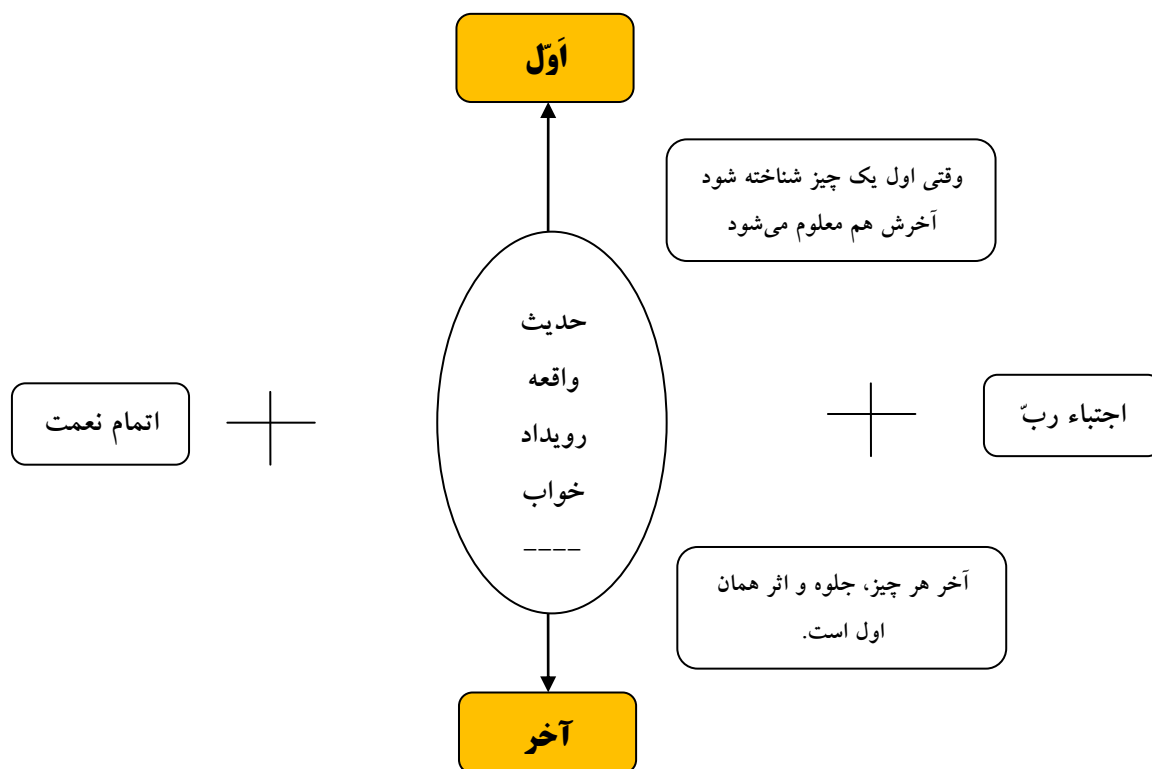 اَوّل
وقتی اول یک چیز شناخته شود
آخرش هم معلوم می‌شود
حدیث
واقعه
رویداد
خواب
----
اجتباء ربّ
اتمام نعمت
آخر هر چیز، جلوه و اثر همان
اول است.
آخر